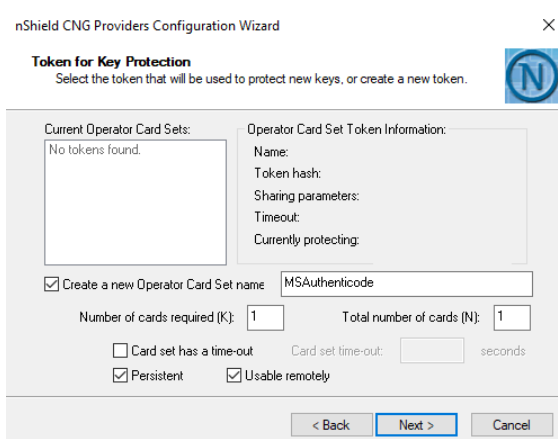 nShield CNG Providers Configuration Wizard
Token for Key Protection
Select the token that will be used to protect new keys, or create a new token.
N
Current Operator Card Sets:
No tokens found.
Operator Card Set Token Information:
Name:
Token hash:
Sharing parameters:
Timeout:
Currently protecting:
Create a new Operator Card Set name
MSAuthenticode
Number of cards required (K): 1
Total number of cards (N): 1
Card set has a time-out
Card set time-out:
seconds
Persistent
Usable remotely
< Back
Next >
Cancel